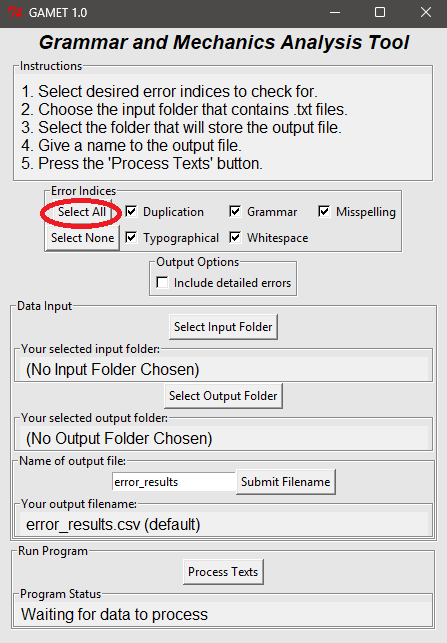 GAMET 1.0
Grammar and Mechanics Analysis Tool
Instructions
1. Select desired error indices to check for.
2. Choose the input folder that contains .txt files.
3. Select the folder that will store the output file.
4. Give a name to the output file.
5. Press the 'Process Texts' button.
Error Indices
Select All Duplication Grammar Misspelling
Select None Typographical Whitespace
Output Options
Include detailed errors
Data Input
Select Input Folder
Your selected input folder:
(No Input Folder Chosen)
Select Output Folder
Your selected output folder:
(No Output Folder Chosen)
Name of output file:
error_results Submit Filename
Your output filename:
error_results.csv (default)
Run Program
Process Texts
Program Status
Waiting for data to process